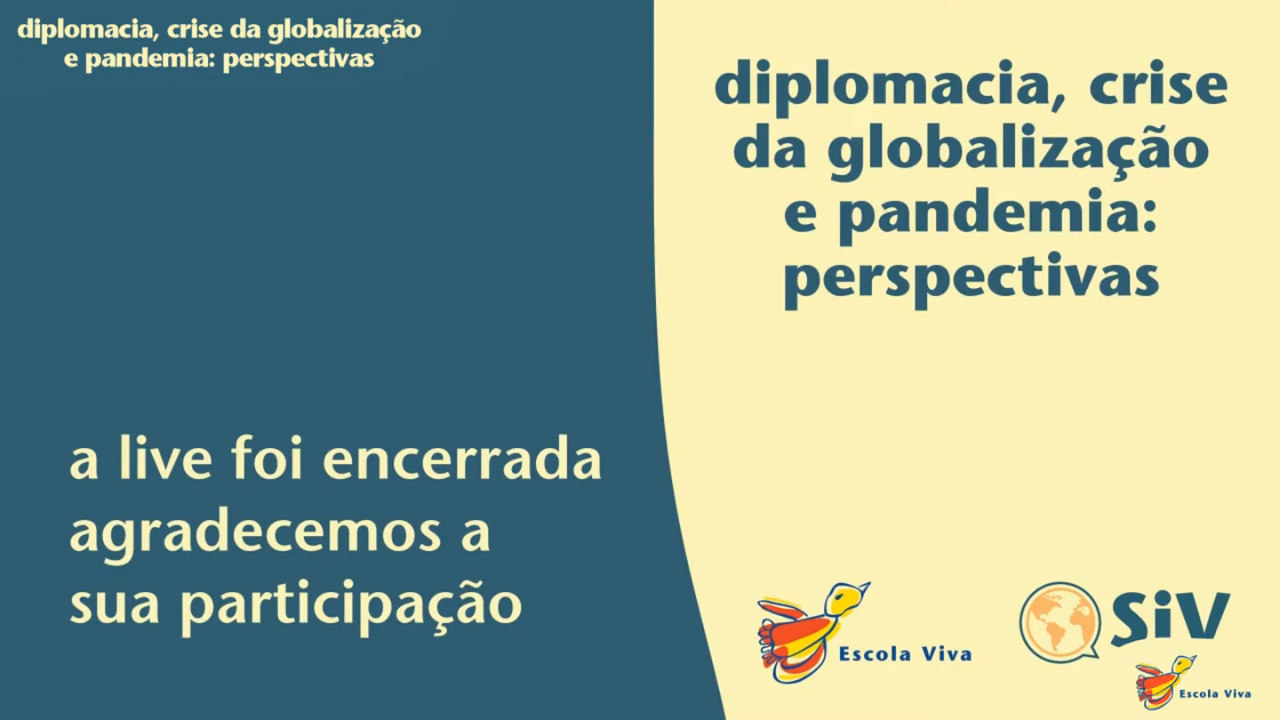 diplomacia, crise da globalização
e pandemia: perspectivas
diplomacia, crise
da globalização
e pandemia:
perspectivas
a live foi encerrada
agradecemos a
sua participação
Escola Viva
SiV
Escola Viva